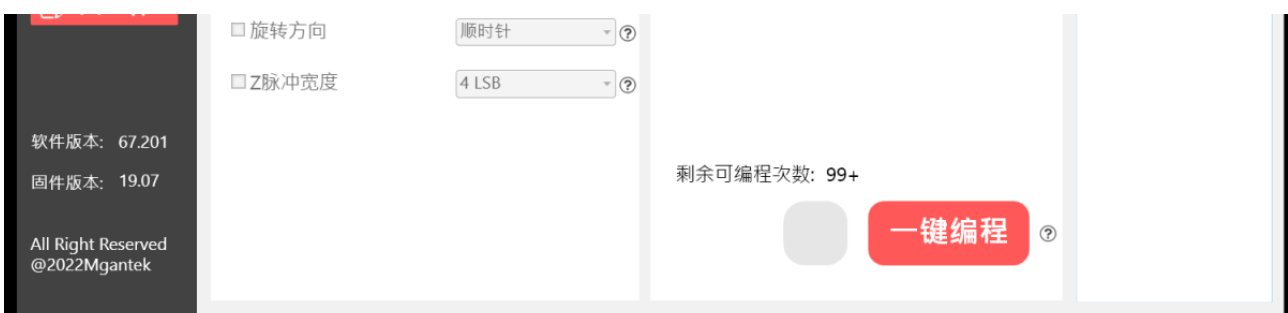 旋转方向 顺时针
Z脉冲宽度 4 LSB
软件版本: 67.201
固件版本: 19.07
剩余可编程次数: 99+
一键编程
All Right Reserved
@2022Mgantek